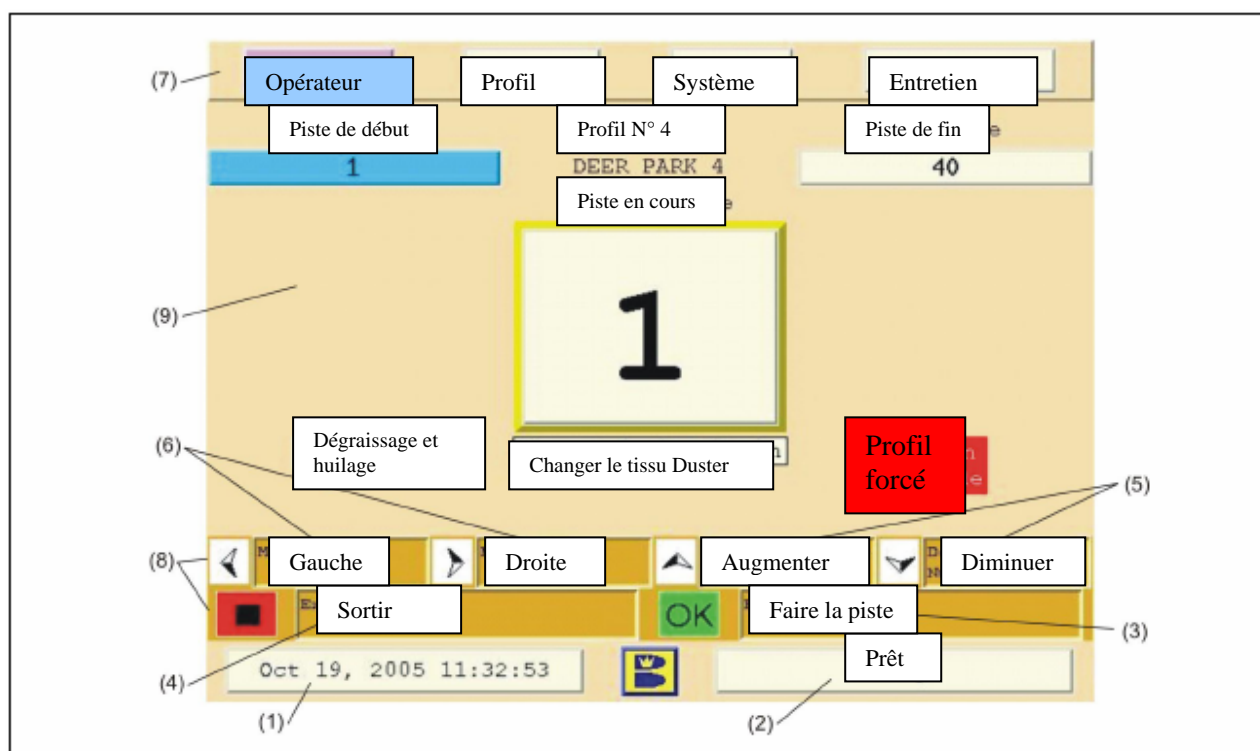 (7)
Opérateur
Profil
Système
Entretien
Piste de début
Profil N° 4
Piste de fin
1
DEER PARK 4
40
Piste en cours
1
(9)
(6)
Dégraissage et
huilage
Changer le tissu Duster
Profil
forcé
(5)
(8)
Gauche
Droite
Augmenter
Diminuer
Sortir
OK
Faire la piste
(3)
(4)
Oct 19, 2005 11:32:53
B
Prêt
(1)
(2)